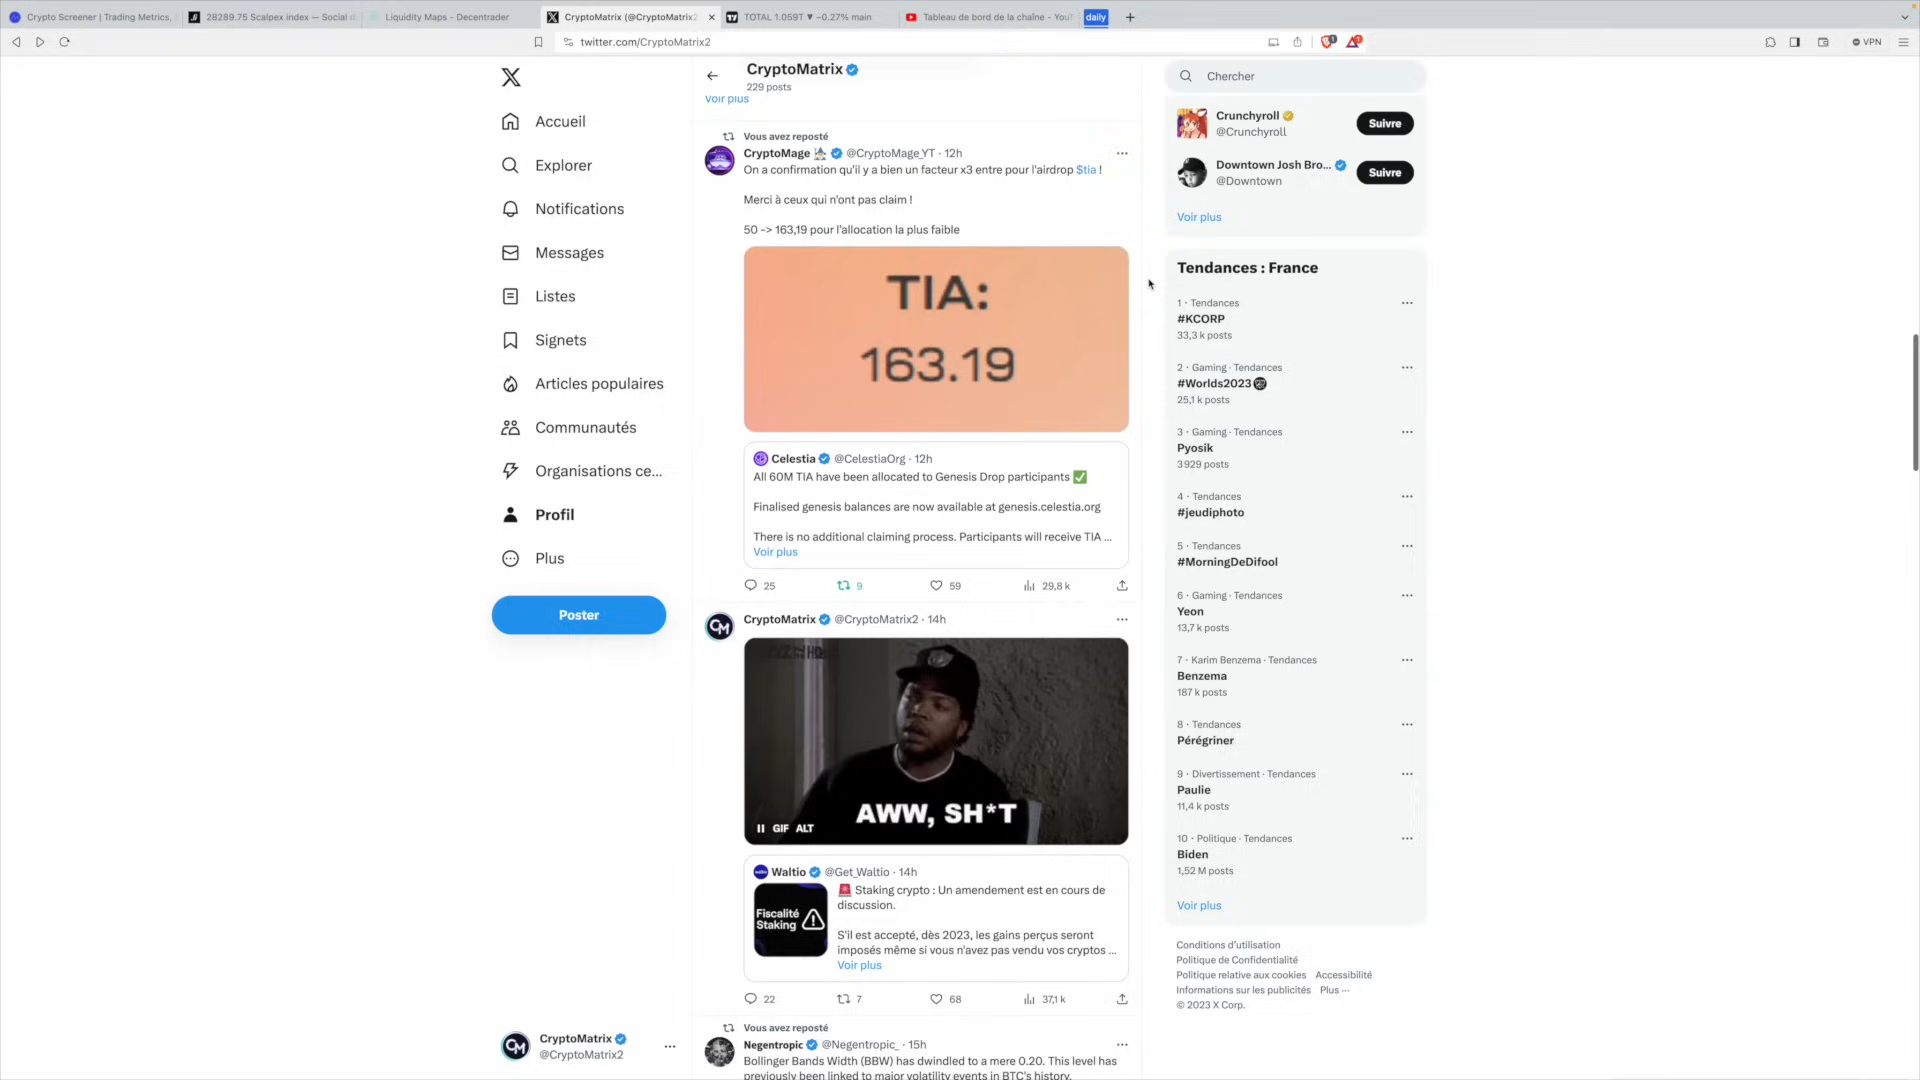 Crypto Screener | Trading Metrics,
28289.75 Scalpex index — Social
Liquidity Maps - Decentrader
CryptoMatrix (@CryptoMatrix2
TOTAL 1.059T ▼ −0.27% main
Tableau de bord de la chaîne - You
daily
twitter.com/CryptoMatrix2
VPN
Accueil
Explorer
Notifications
Messages
Listes
Signets
Articles populaires
Communautés
Organisations ce...
Profil
Plus
Poster
CryptoMatrix
@CryptoMatrix2
CryptoMatrix
229 posts
Voir plus
Vous avez reposté
CryptoMage @CryptoMage_YT · 12h
On a confirmation qu'il y a bien un facteur x3 entre pour l'airdrop $tia !
Merci à ceux qui n'ont pas claim !
50 -> 163,19 pour l'allocation la plus faible
TIA:
163.19
Celestia @CelestiaOrg · 12h
All 60M TIA have been allocated to Genesis Drop participants ✅
Finalised genesis balances are now available at genesis.celestia.org
There is no additional claiming process. Participants will receive TIA ...
Voir plus
25 9 59 29,8 k
CryptoMatrix @CryptoMatrix2 · 14h
AWW, SH*T
GIF ALT
Waltio @Get_Waltio · 14h
Fiscalité
Staking
🚨 Staking crypto : Un amendement est en cours de
discussion.
S'il est accepté, dès 2023, les gains perçus seront
imposés même si vous n'avez pas vendu vos cryptos ...
Voir plus
22 7 68 37,1 k
Vous avez reposté
Negentropic @Negentropic_ · 15h
Bollinger Bands Width (BBW) has dwindled to a mere 0.20. This level has
previously been linked to major volatility events in BTC's history.
Chercher
Crunchyroll
@Crunchyroll
Suivre
Downtown Josh Bro...
@Downtown
Suivre
Voir plus
Tendances : France
1 · Tendances
#KCORP
33,3 k posts
2 · Gaming · Tendances
#Worlds2023
25,1 k posts
3 · Gaming · Tendances
Pyosik
3 929 posts
4 · Tendances
#jeudiphoto
5 · Tendances
#MorningDeDifool
6 · Gaming · Tendances
Yeon
13,7 k posts
7 · Karim Benzema · Tendances
Benzema
187 k posts
8 · Tendances
Pérégriner
9 · Divertissement · Tendances
Paulie
11,4 k posts
10 · Politique · Tendances
Biden
1,52 M posts
Voir plus
Conditions d'utilisation
Politique de Confidentialité
Politique relative aux cookies Accessibilité
Informations sur les publicités Plus ···
© 2023 X Corp.